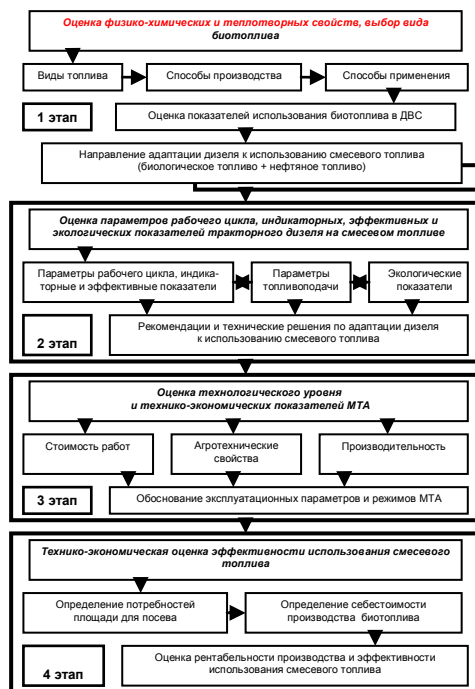 Оценка физико-химических и теплотворных свойств, выбор вида
биотоплива
Виды топлива
Способы производства
Способы применения
1 этап
Оценка показателей использования биотоплива в ДВС
Направление адаптации дизеля к использованию смесевого топлива
(биологическое топливо + нефтяное топливо)
Оценка параметров рабочего цикла, индикаторных, эффективных и
экологических показателей тракторного дизеля на смесевом топливе
Параметры рабочего цикла, индика-
торные и эффективные показатели
Параметры
топливоподачи
Экологические
показатели
2 этап
Рекомендации и технические решения по адаптации дизеля
к использованию смесевого топлива
Оценка технологического уровня
и технико-экономических показателей МТА
Стоимость работ
Агротехнические
свойства
Производительность
3 этап
Обоснование эксплуатационных параметров и режимов МТА
Технико-экономическая оценка эффективности использования смесевого
топлива
Определение потребностей
площади для посева
Определение себестоимости
производства биотоплива
4 этап
Оценка рентабельности производства и эффективности
использования смесевого топлива